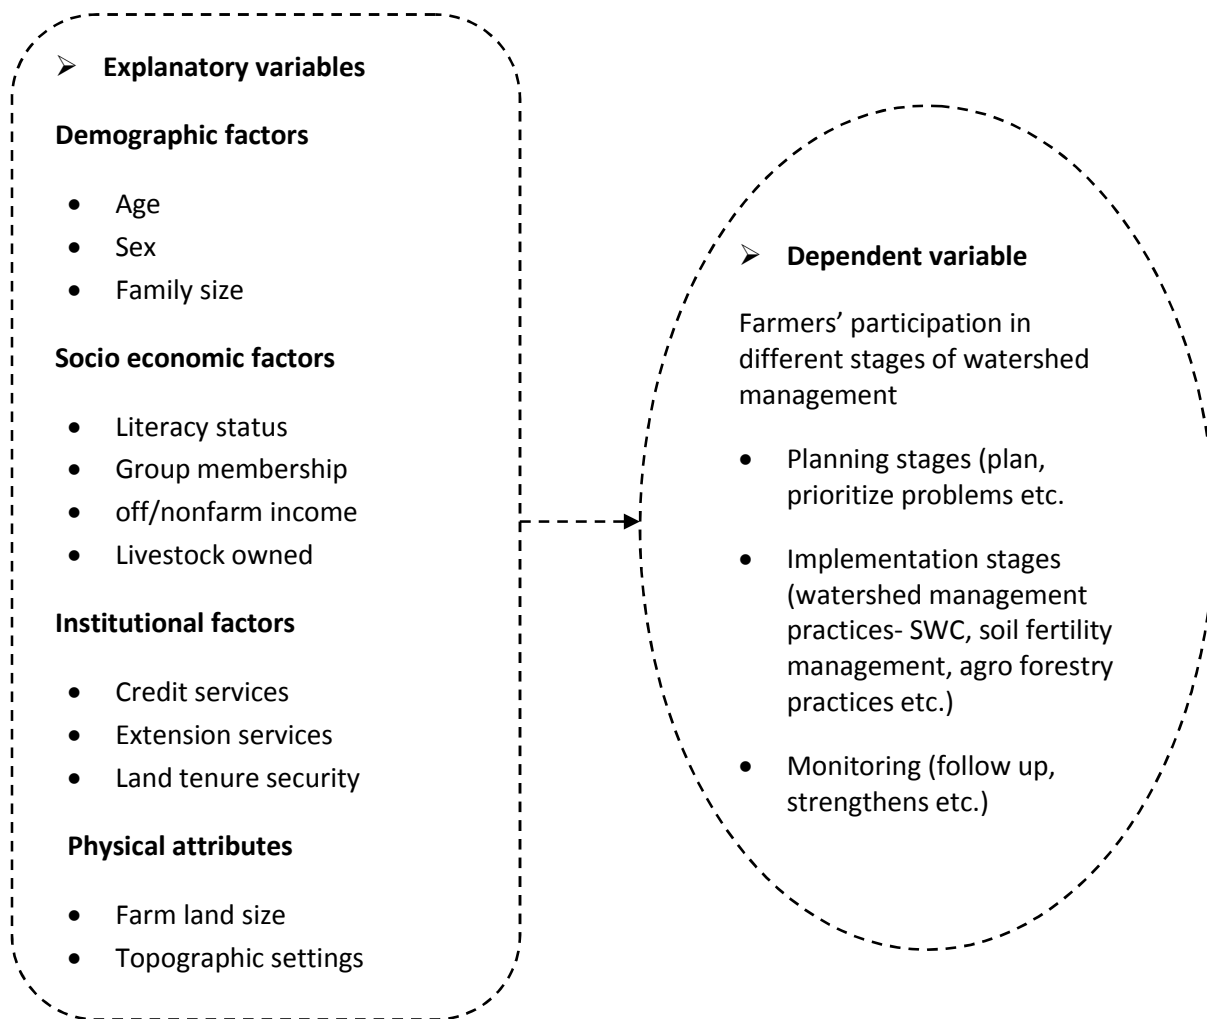 ➢ Explanatory variables
Demographic factors
• Age
• Sex
• Family size
Socio economic factors
• Literacy status
• Group membership
• off/nonfarm income
• Livestock owned
Institutional factors
• Credit services
• Extension services
• Land tenure security
Physical attributes
• Farm land size
• Topographic settings
➢ Dependent variable
Farmers’ participation in
different stages of watershed
management
• Planning stages (plan,
prioritize problems etc.
• Implementation stages
(watershed management
practices- SWC, soil fertility
management, agro forestry
practices etc.)
• Monitoring (follow up,
strengthens etc.)